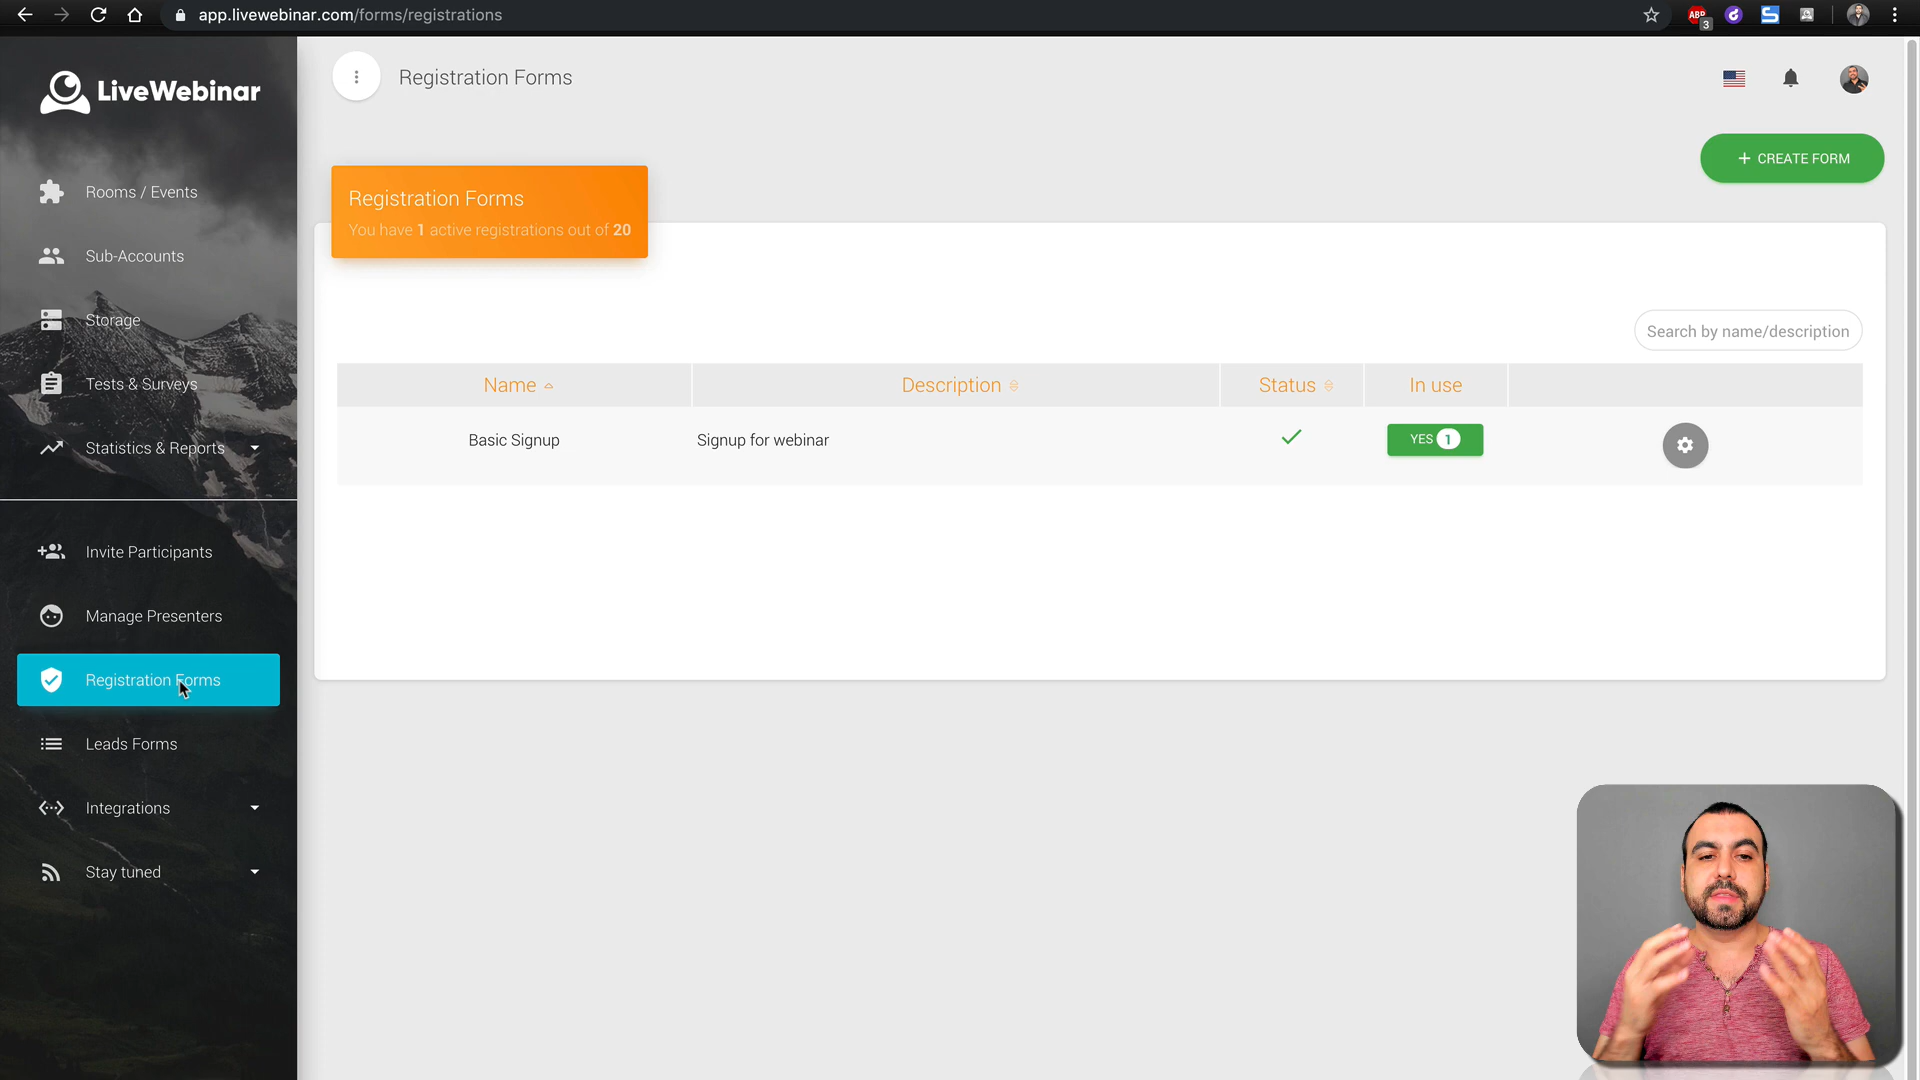 app.livewebinar.com/forms/registrations
ABP
3
LiveWebinar
Registration Forms
Rooms / Events
Sub-Accounts
Storage
Tests & Surveys
Statistics & Reports
Invite Participants
Manage Presenters
Registration Forms
Leads Forms
Integrations
Stay tuned
+ CREATE FORM
Registration Forms
You have 1 active registrations out of 20
Search by name/description
Name Description Status In use
Basic Signup Signup for webinar YES 1